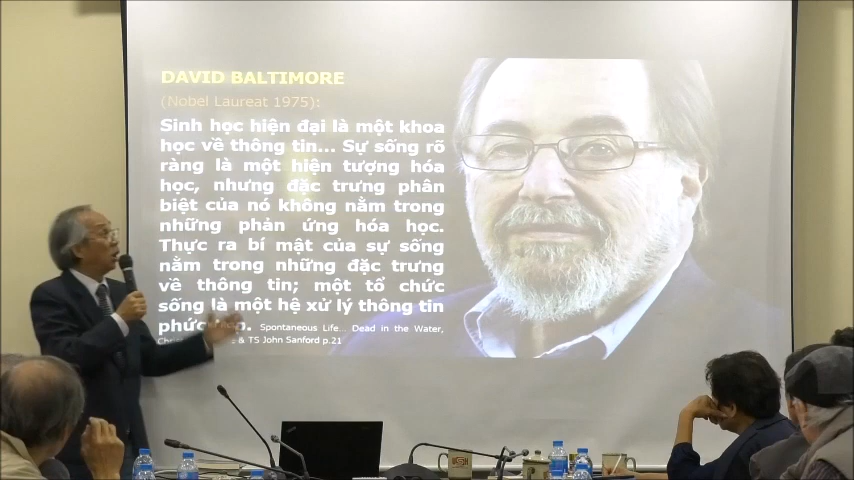 DAVID BALTIMORE
(Nobel Laureat 1975):
Sinh học hiện đại là một khoa
học về thông tin... Sự sống rõ
ràng là một hiện tượng hóa
học, nhưng đặc trưng phân
biệt của nó không nằm trong
những phản ứng hóa học.
Thực ra bí mật của sự sống
nằm trong những đặc trưng
về thông tin; một tổ chức
sống là một hệ xử lý thông tin
Spontaneous Life... Dead in the Water,
& TS John Sanford p.21